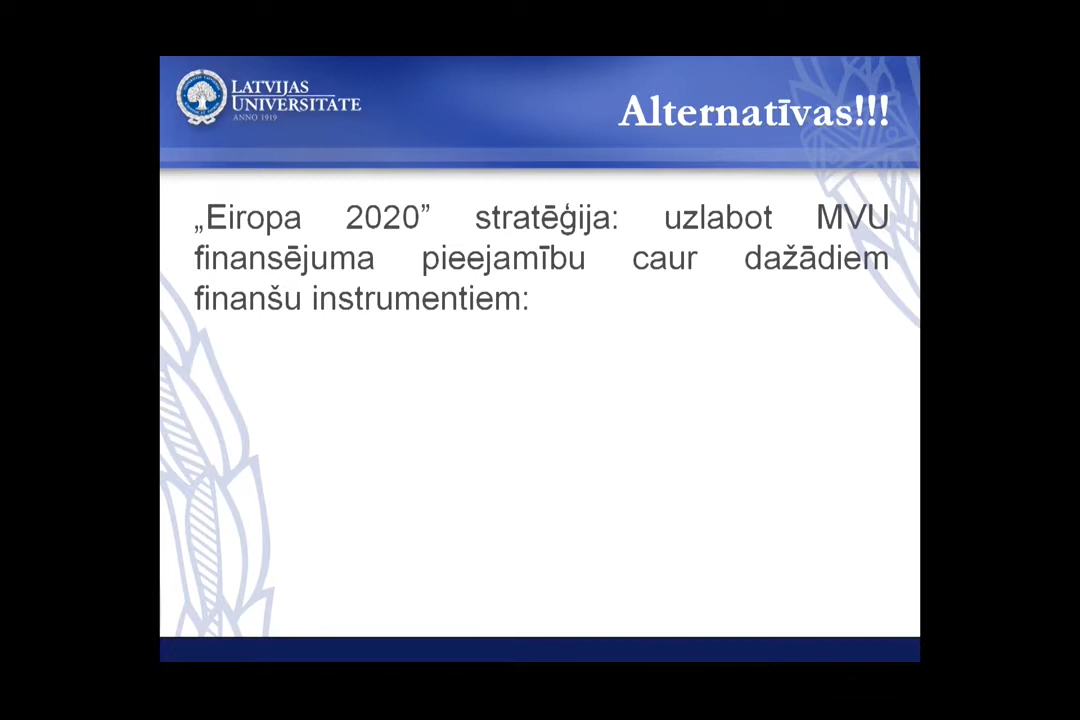 LATVIJAS
UNIVERSITATE
ANNO 1919
Alternatīvas!!!
„Eiropa 2020” stratēģija: uzlabot MVU
finansējuma pieejamību caur dažādiem
finanšu instrumentiem: